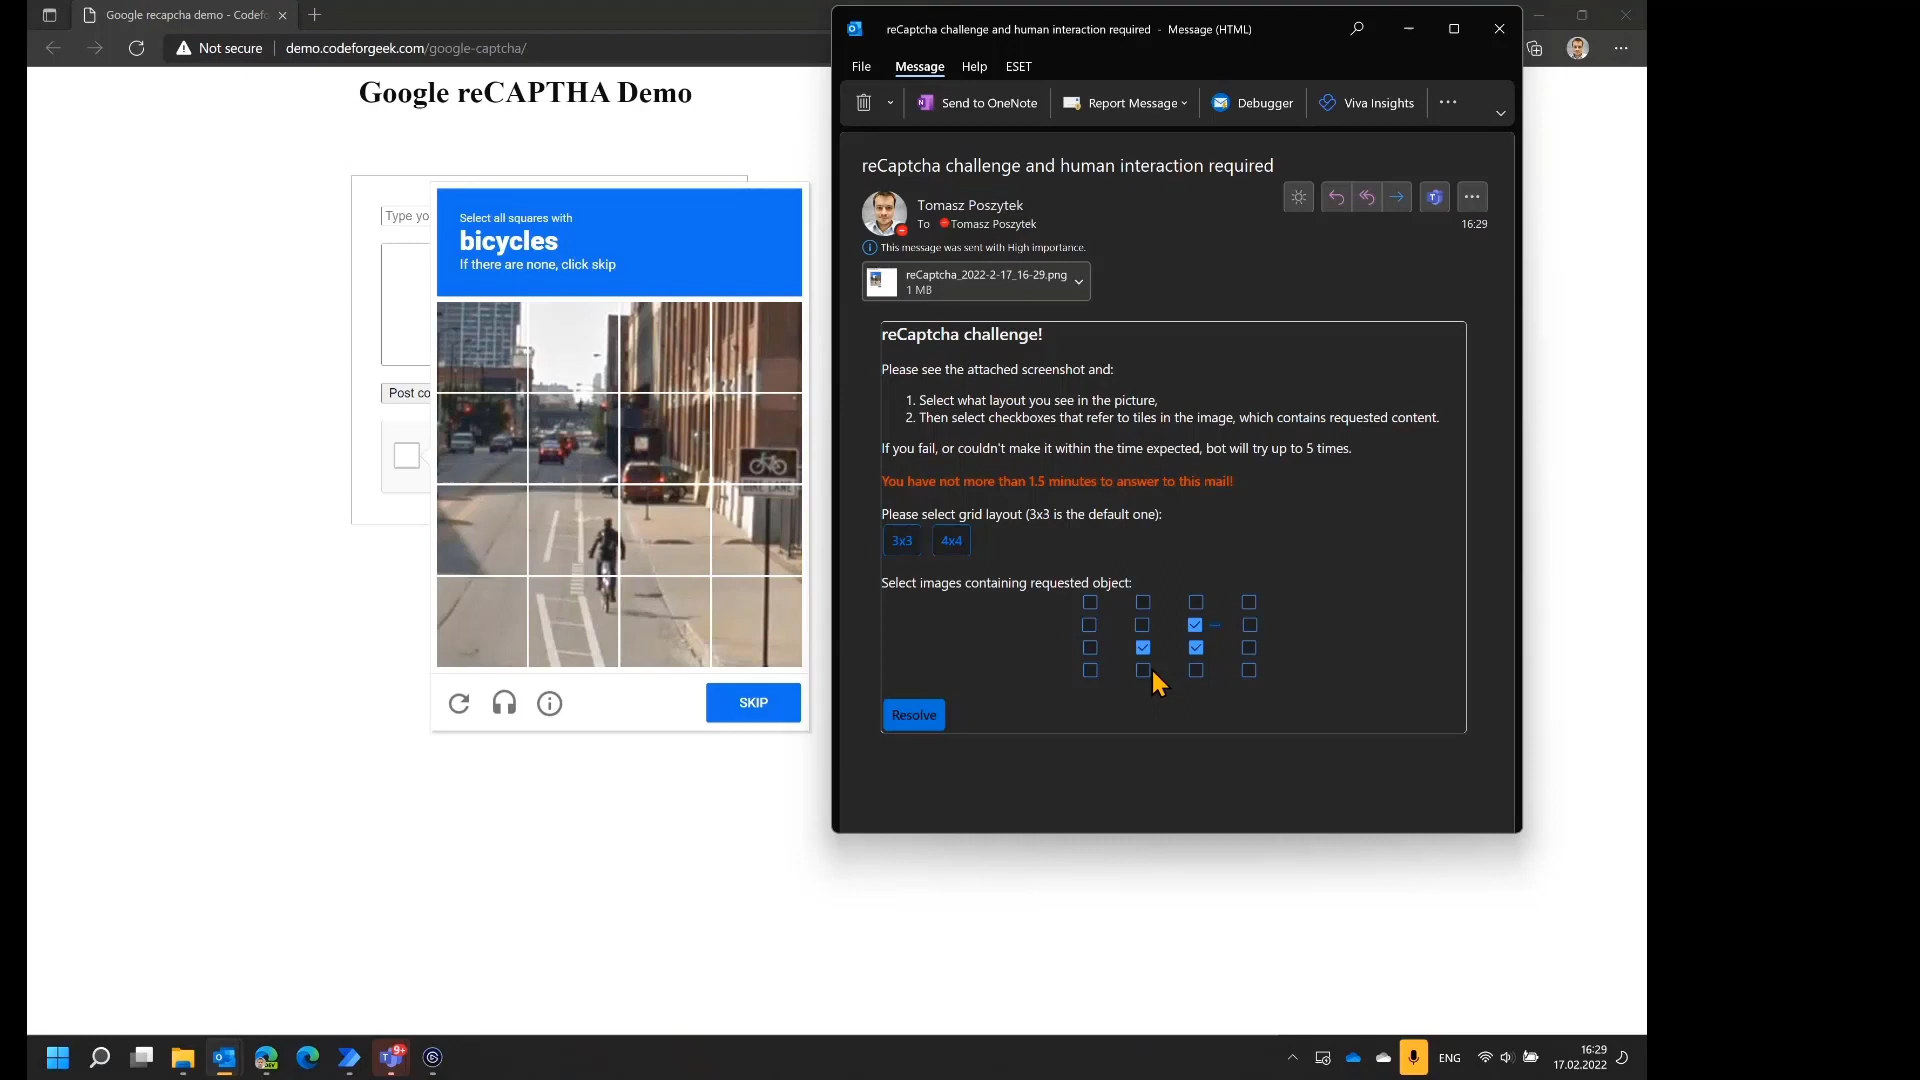 Google recapcha demo - Codefo
Not secure
demo.codeforgeek.com/google-captcha/
Google reCAPTHA Demo
Type yo
Post co
Select all squares with
bicycles
If there are none, click skip
SKIP
reCaptcha challenge and human interaction required - Message (HTML)
File Message Help ESET
Send to OneNote Report Message Debugger Viva Insights
reCaptcha challenge and human interaction required
Tomasz Poszytek
To Tomasz Poszytek
16:29
This message was sent with High importance.
reCaptcha_2022-2-17_16-29.png
1 MB
reCaptcha challenge!
Please see the attached screenshot and:
1. Select what layout you see in the picture,
2. Then select checkboxes that refer to tiles in the image, which contains requested content.
If you fail, or couldn't make it within the time expected, bot will try up to 5 times.
You have not more than 1.5 minutes to answer to this mail!
Please select grid layout (3x3 is the default one):
3x3 4x4
Select images containing requested object:
Resolve
9+
DEV
ENG
16:29
17.02.2022